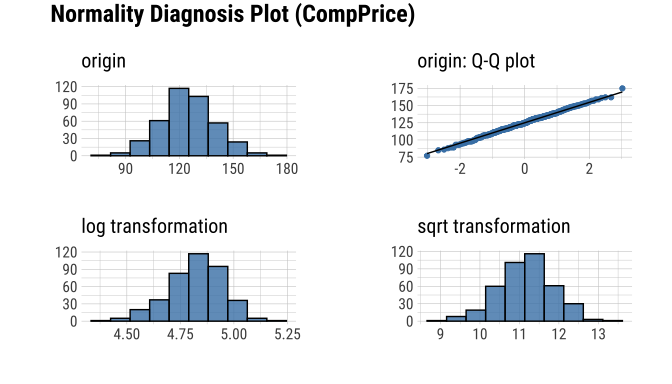 Normality Diagnosis Plot (CompPrice)
origin
120
90
60
30
0
90 120 150 180
origin: Q-Q plot
175
150
125
100
75
-2 0 2
log transformation
120
90
60
30
0
4.50 4.75 5.00 5.25
sqrt transformation
120
90
60
30
0
9 10 11 12 13